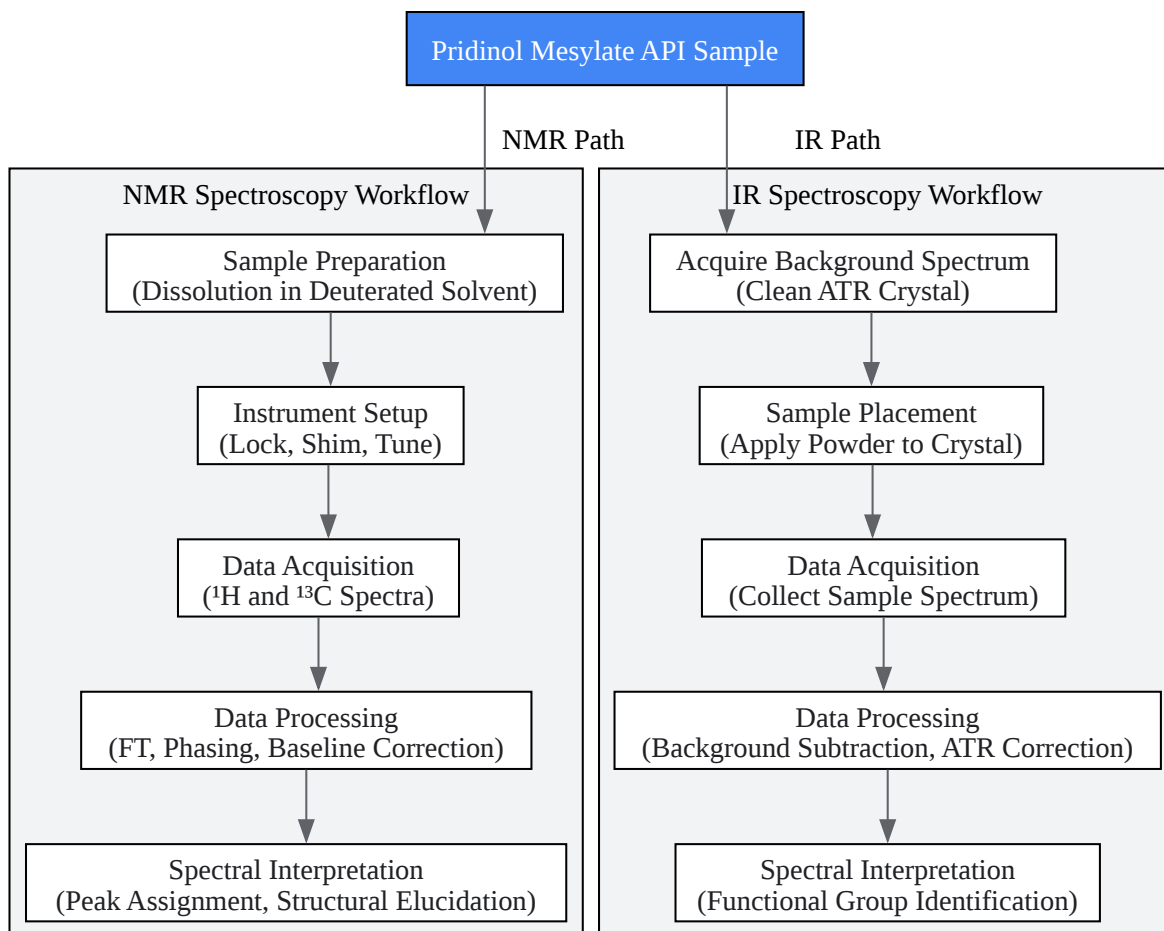 Pridinol Mesylate API Sample
NMR Path
IR Path
NMR Spectroscopy Workflow
Sample Preparation
(Dissolution in Deuterated Solvent)
Instrument Setup
(Lock, Shim, Tune)
Data Acquisition
(¹H and ¹³C Spectra)
Data Processing
(FT, Phasing, Baseline Correction)
Spectral Interpretation
(Peak Assignment, Structural Elucidation)
IR Spectroscopy Workflow
Acquire Background Spectrum
(Clean ATR Crystal)
Sample Placement
(Apply Powder to Crystal)
Data Acquisition
(Collect Sample Spectrum)
Data Processing
(Background Subtraction, ATR Correction)
Spectral Interpretation
(Functional Group Identification)